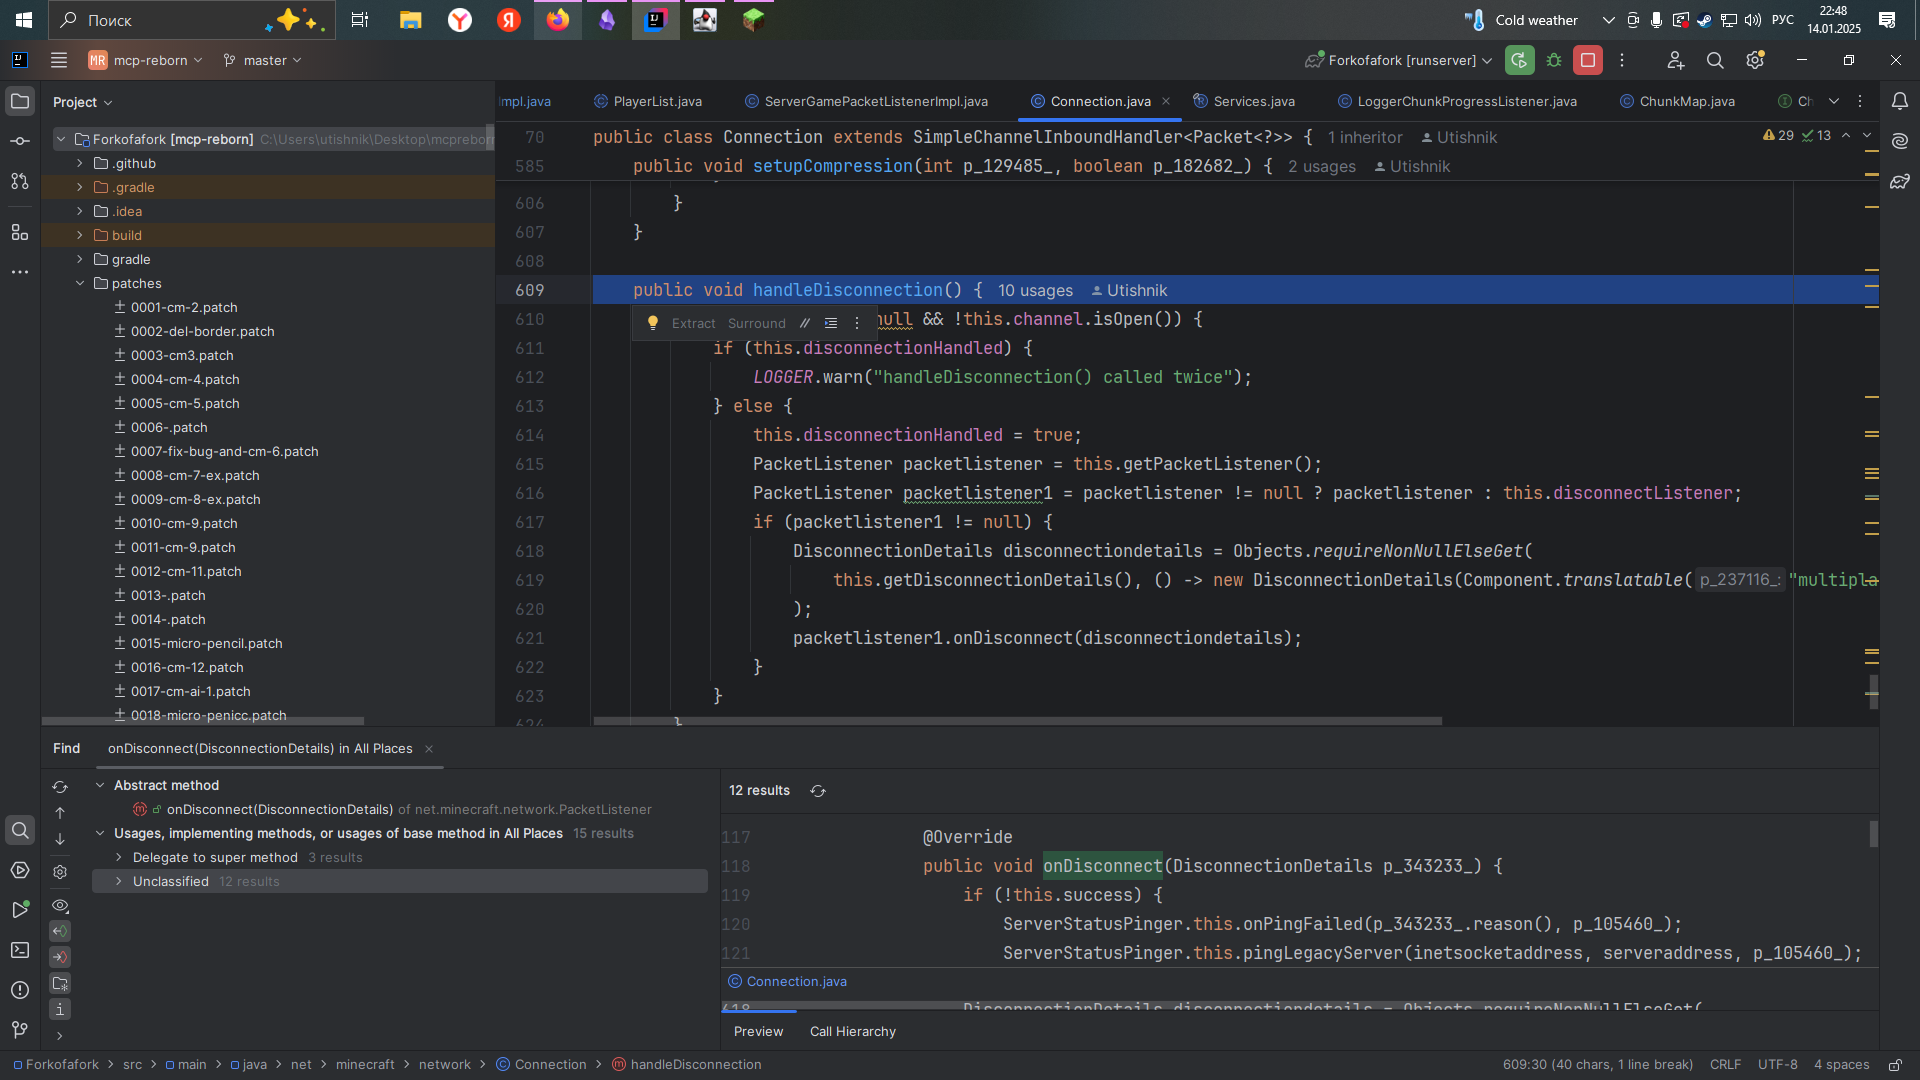 Поиск
Cold weather
РУС
22:48
14.01.2025
MR mcp-reborn
master
Forkofafork [runserver]
Project
Impl.java
PlayerList.java
ServerGamePacketListenerImpl.java
Connection.java
Services.java
LoggerChunkProgressListener.java
ChunkMap.java
Ch
Forkofafork [mcp-reborn] C:\Users\utishnik\Desktop\mcpreborn
.github
.gradle
.idea
build
gradle
patches
0001-cm-2.patch
0002-del-border.patch
0003-cm3.patch
0004-cm-4.patch
0005-cm-5.patch
0006-.patch
0007-fix-bug-and-cm-6.patch
0008-cm-7-ex.patch
0009-cm-8-ex.patch
0010-cm-9.patch
0011-cm-9.patch
0012-cm-11.patch
0013-.patch
0014-.patch
0015-micro-pencil.patch
0016-cm-12.patch
0017-cm-ai-1.patch
0018-micro-penicc.patch
70 public class Connection extends SimpleChannelInboundHandler<Packet<?>> { 1 inheritor Utishnik
29 13
585 public void setupCompression(int p_129485_, boolean p_182682_) { 2 usages Utishnik
606 }
607 }
608
609 public void handleDisconnection() { 10 usages Utishnik
610 null && !this.channel.isOpen()) {
Extract Surround //
611 if (this.disconnectionHandled) {
612 LOGGER.warn("handleDisconnection() called twice");
613 } else {
614 this.disconnectionHandled = true;
615 PacketListener packetlistener = this.getPacketListener();
616 PacketListener packetlistener1 = packetlistener != null ? packetlistener : this.disconnectListener;
617 if (packetlistener1 != null) {
618 DisconnectionDetails disconnectiondetails = Objects.requireNonNullElseGet(
619 this.getDisconnectionDetails(), () -> new DisconnectionDetails(Component.translatable( p_237116_: "multipla
620 );
621 packetlistener1.onDisconnect(disconnectiondetails);
622 }
623 }
624 }
Find
onDisconnect(DisconnectionDetails) in All Places
Abstract method
onDisconnect(DisconnectionDetails) of net.minecraft.network.PacketListener
Usages, implementing methods, or usages of base method in All Places 15 results
Delegate to super method 3 results
Unclassified 12 results
12 results
117 @Override
118 public void onDisconnect(DisconnectionDetails p_343233_) {
119 if (!this.success) {
120 ServerStatusPinger.this.onPingFailed(p_343233_.reason(), p_105460_);
121 ServerStatusPinger.this.pingLegacyServer(inetsocketaddress, serveraddress, p_105460_);
Connection.java
618 DisconnectionDetails disconnectiondetails = Objects.requireNonNullElseGet(
Preview
Call Hierarchy
Forkofafork > src > main > java > net > minecraft > network > Connection > handleDisconnection
609:30 (40 chars, 1 line break)
CRLF
UTF-8
4 spaces